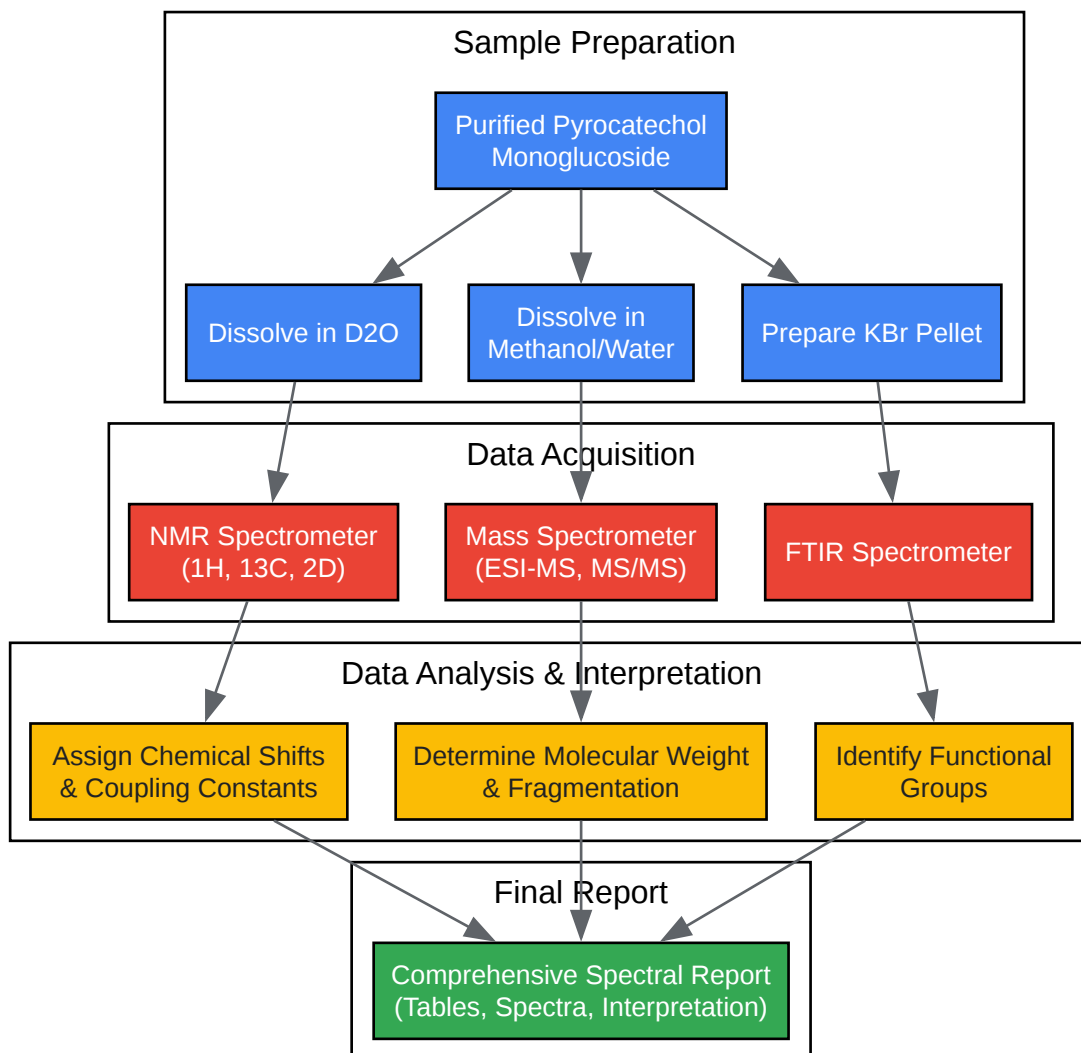 Sample Preparation
Purified Pyrocatechol
Monoglucoside
Dissolve in D2O
Dissolve in
Methanol/Water
Prepare KBr Pellet
Data Acquisition
NMR Spectrometer
(1H, 13C, 2D)
Mass Spectrometer
(ESI-MS, MS/MS)
FTIR Spectrometer
Data Analysis & Interpretation
Assign Chemical Shifts
& Coupling Constants
Determine Molecular Weight
& Fragmentation
Identify Functional
Groups
Final Report
Comprehensive Spectral Report
(Tables, Spectra, Interpretation)